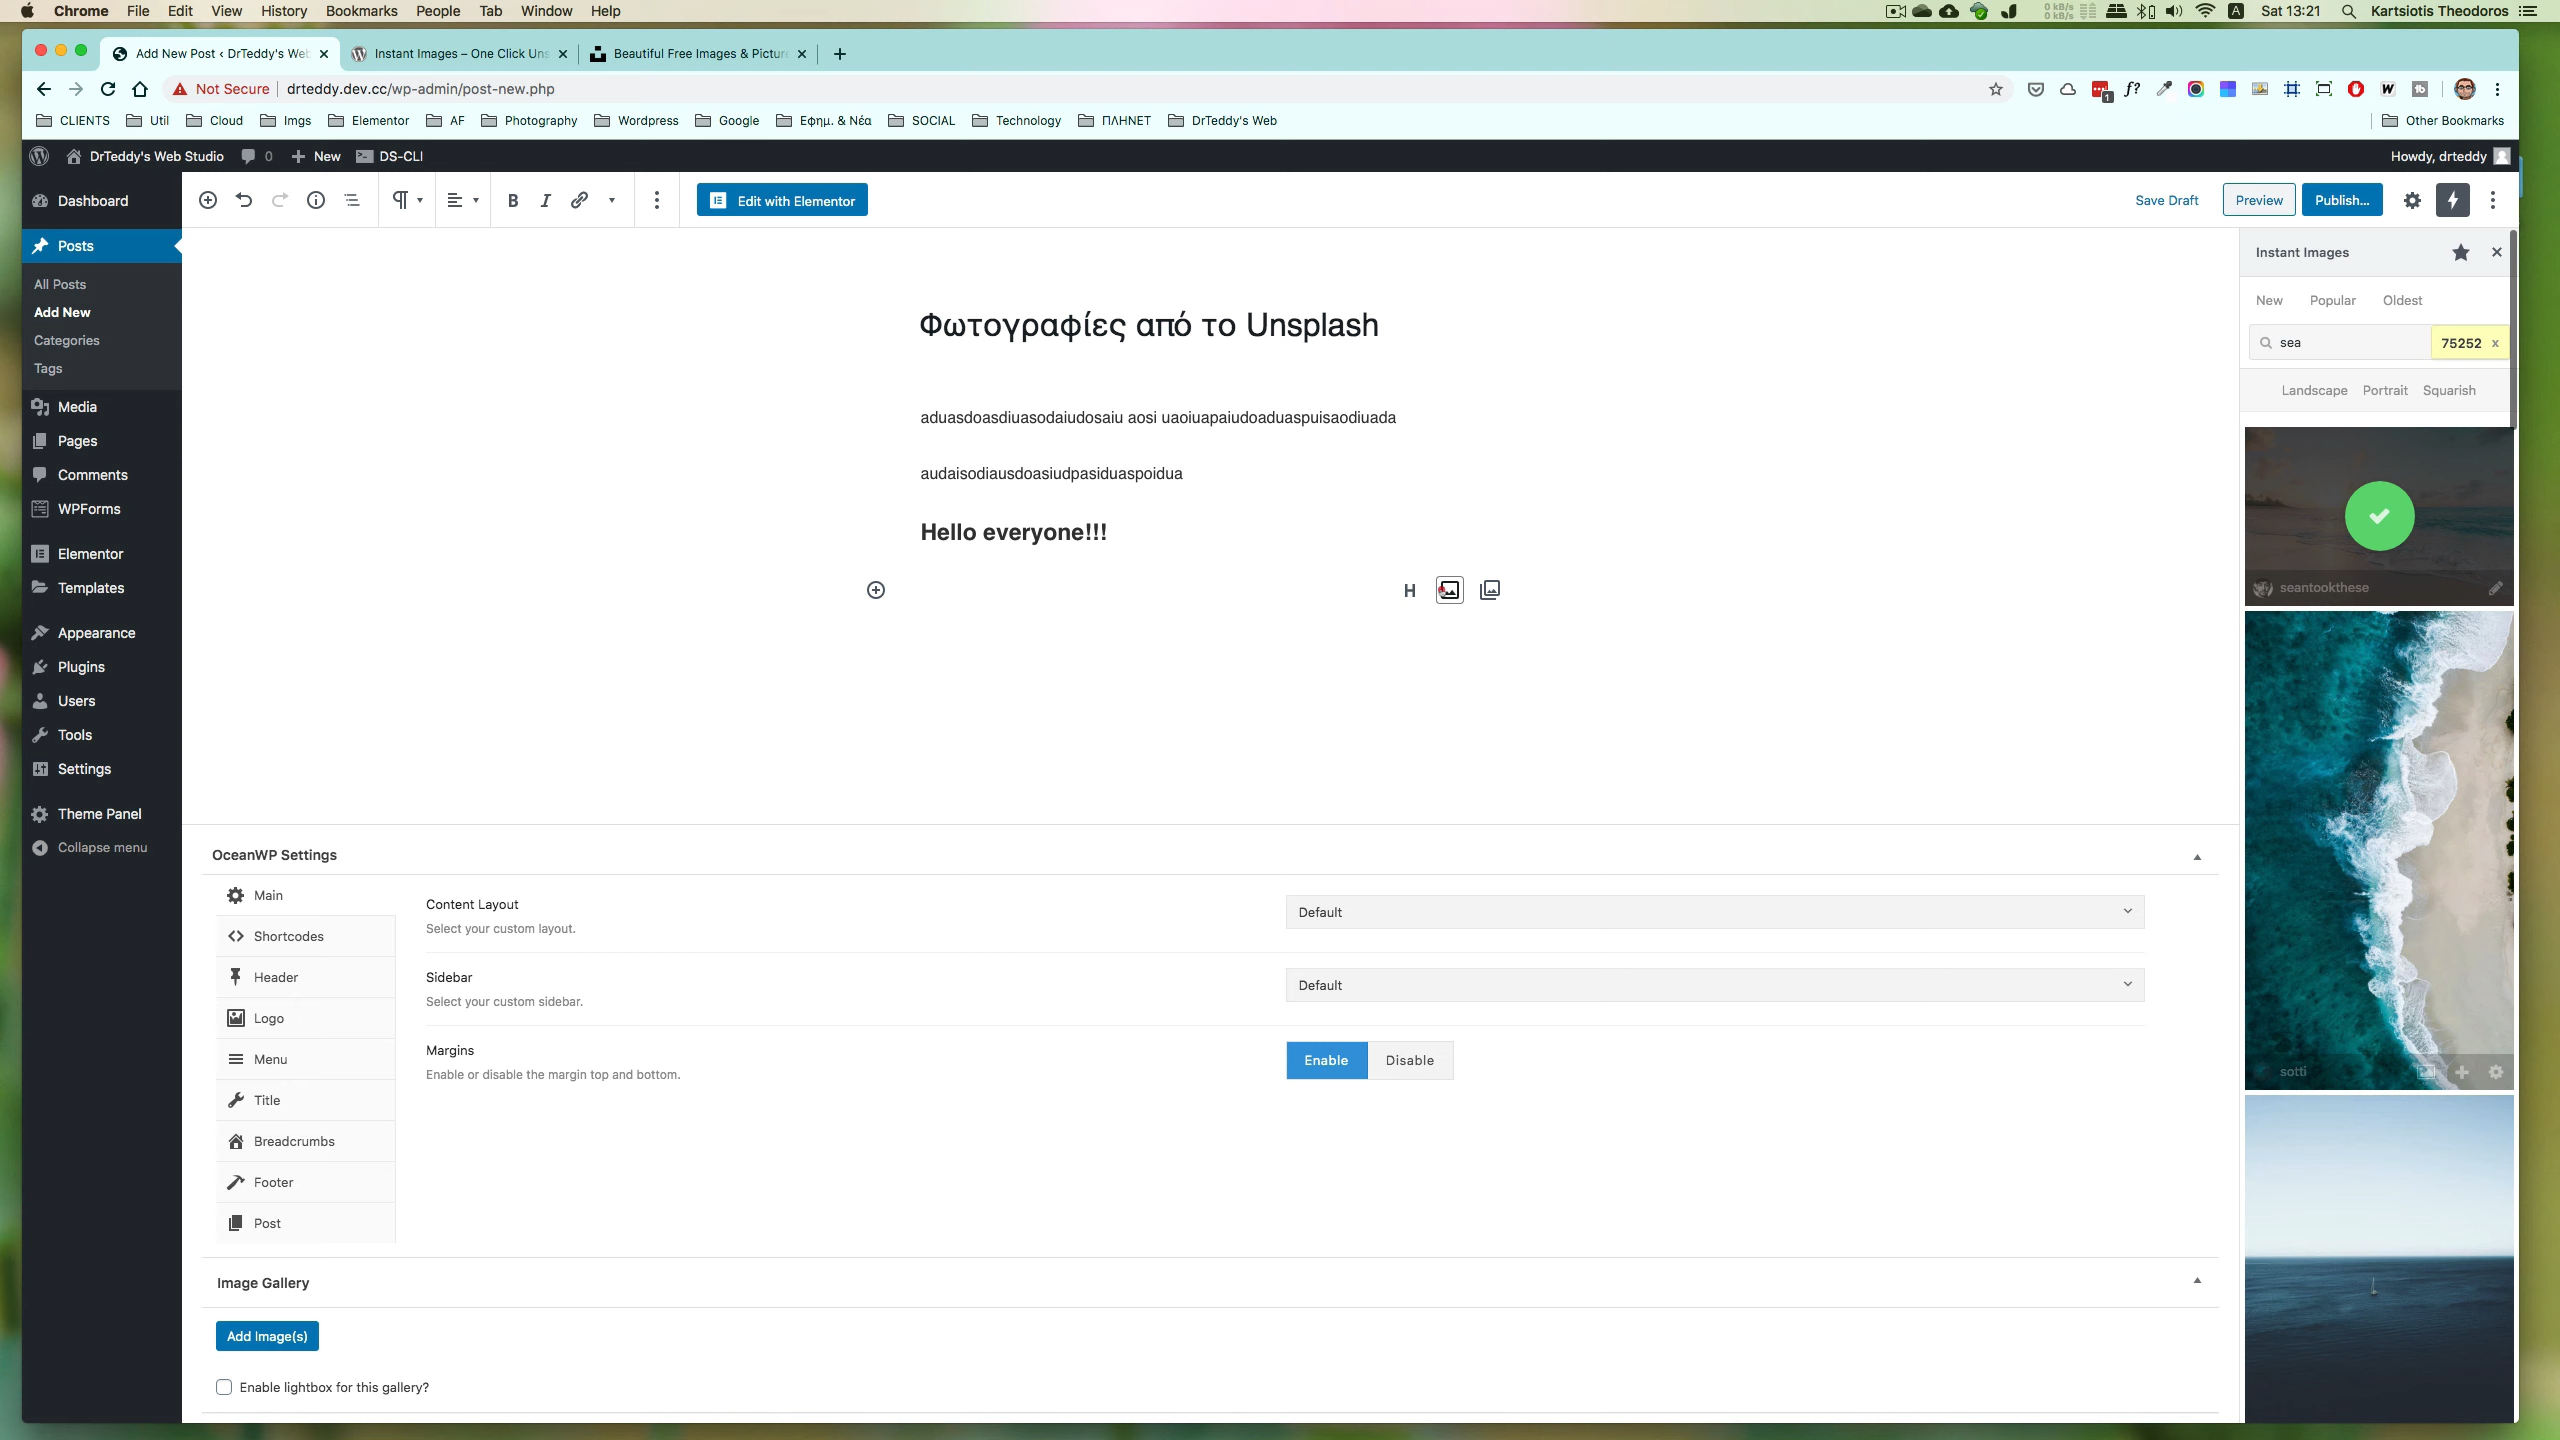 Chrome File Edit View History Bookmarks People Tab Window Help
0 kB/s
0 kB/s
A Sat 13:21 Kartsiotis Theodoros
Add New Post ‹ DrTeddy's Web
Instant Images – One Click Uns
Beautiful Free Images & Picture
Not Secure drteddy.dev.cc/wp-admin/post-new.php
1 f?
CLIENTS Util Cloud Imgs Elementor AF Photography Wordpress Google Εφημ. & Νέα SOCIAL Technology ΠΛΗΝΕΤ DrTeddy's Web Other Bookmarks
DrTeddy's Web Studio 0 New DS-CLI Howdy, drteddy
Dashboard
Posts
All Posts
Add New
Categories
Tags
Media
Pages
Comments
WPForms
Elementor
Templates
Appearance
Plugins
Users
Tools
Settings
Theme Panel
Collapse menu
B I Edit with Elementor Save Draft Preview Publish...
Φωτογραφίες από το Unsplash
aduasdoasdiuasodaiudosaiu aosi uaoiuapaiudoaduaspuisaodiuada
audaisodiausdoasiudpasiduaspoidua
Hello everyone!!!
H
Instant Images
New Popular Oldest
sea 75252 x
Landscape Portrait Squarish
seantookthese
sotti
OceanWP Settings
Main
Shortcodes
Header
Logo
Menu
Title
Breadcrumbs
Footer
Post
Content Layout
Select your custom layout.
Default
Sidebar
Select your custom sidebar.
Default
Margins
Enable or disable the margin top and bottom.
Enable Disable
Image Gallery
Add Image(s)
Enable lightbox for this gallery?